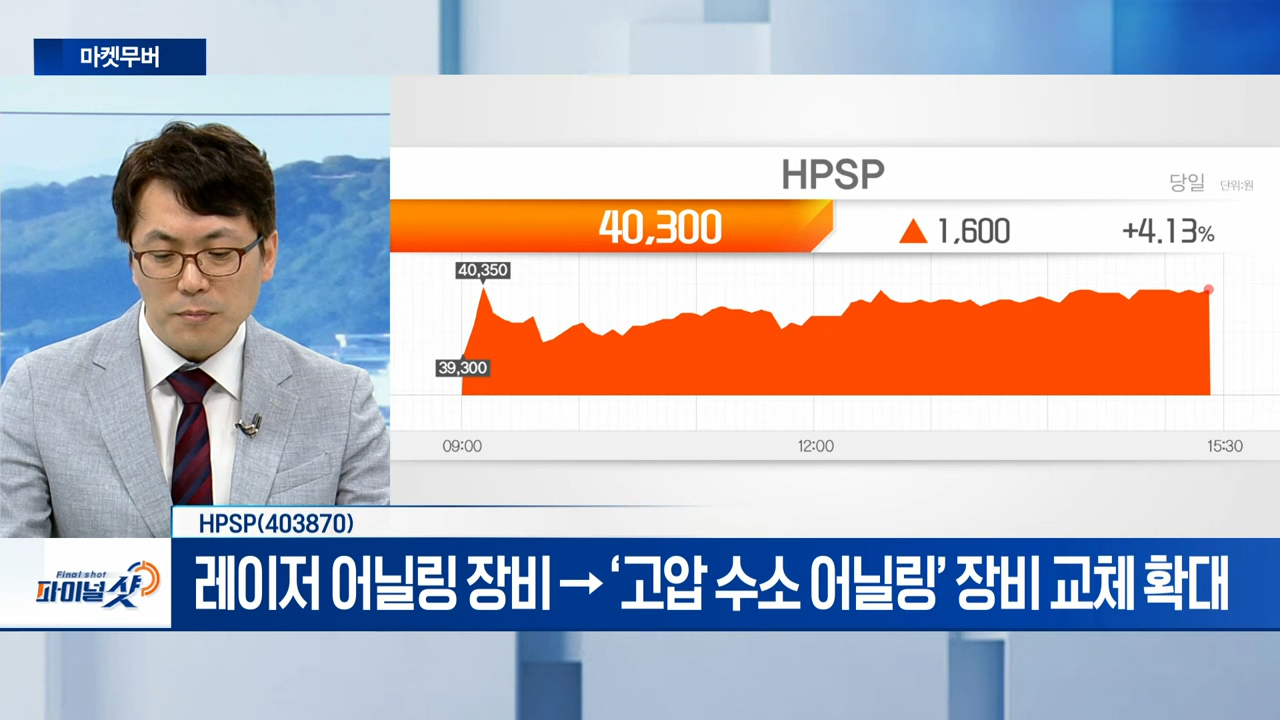 마켓무버
HPSP
당일 단위:원
40,300 ▲ 1,600 +4.13%
40,350
39,300
09:00 12:00 15:30
HPSP(403870)
Final shot
파이널샷
레이저 어닐링 장비→‘고압 수소 어닐링’ 장비 교체 확대